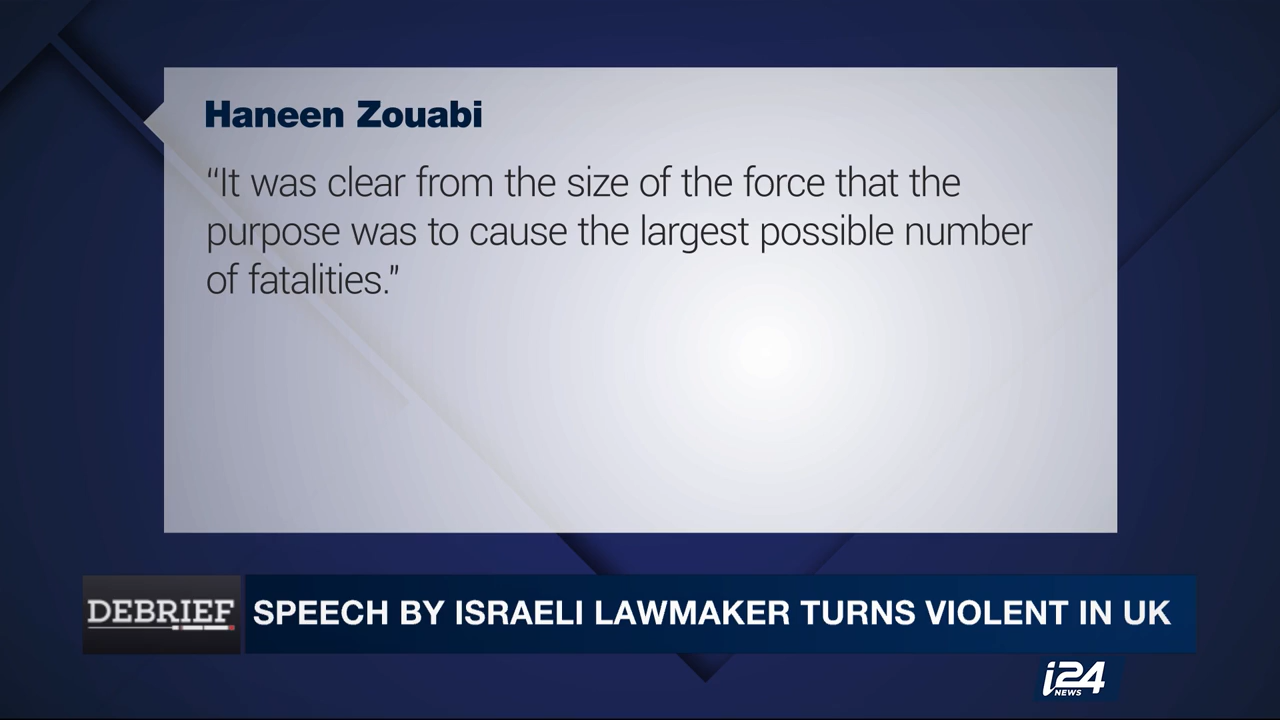 Haneen Zouabi
“It was clear from the size of the force that the
purpose was to cause the largest possible number
of fatalities.”
DEBRIEF
SPEECH BY ISRAELI LAWMAKER TURNS VIOLENT IN UK
i24
NEWS